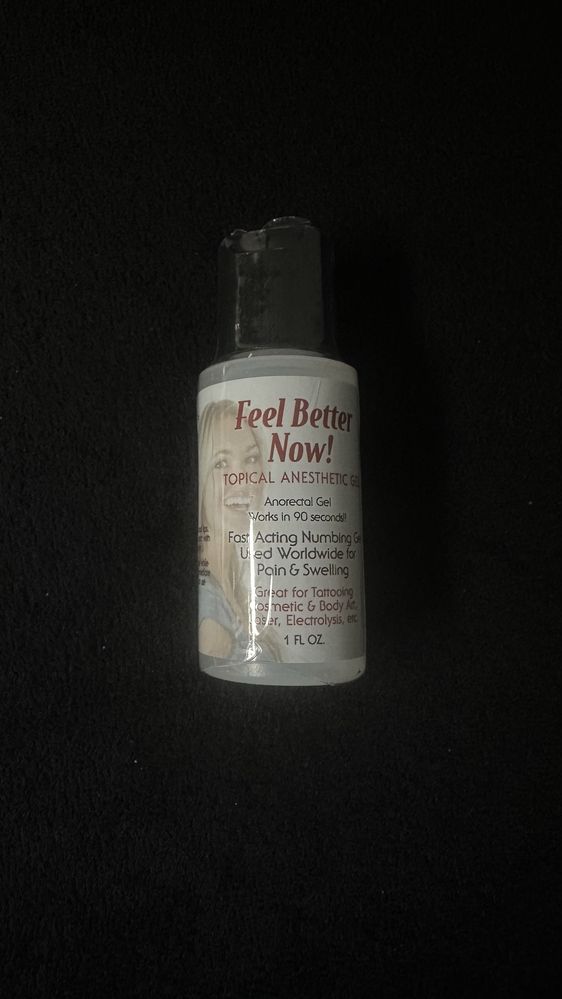 Feel Better
Now!
TOPICAL ANESTHETIC GEL
Anorectal Gel
Works in 90 seconds!!
Fast Acting Numbing Gel
Used Worldwide for
Pain & Swelling
Great for Tattooing
Cosmetic & Body Art,
Laser, Electrolysis, etc.
1 FL OZ.